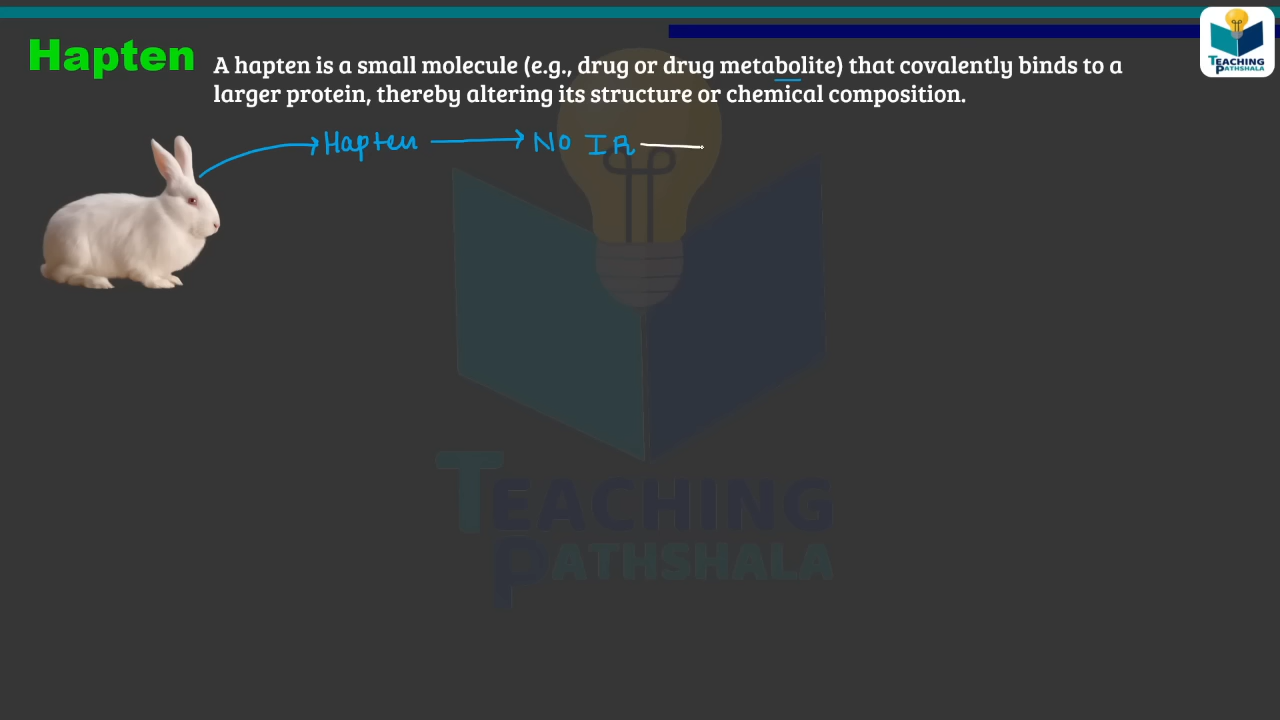 Hapten
A hapten is a small molecule (e.g., drug or drug metabolite) that covalently binds to a
larger protein, thereby altering its structure or chemical composition.
Hapten → No IR
TEACHING
PATHSHALA
TEACHING
PATHSHALA